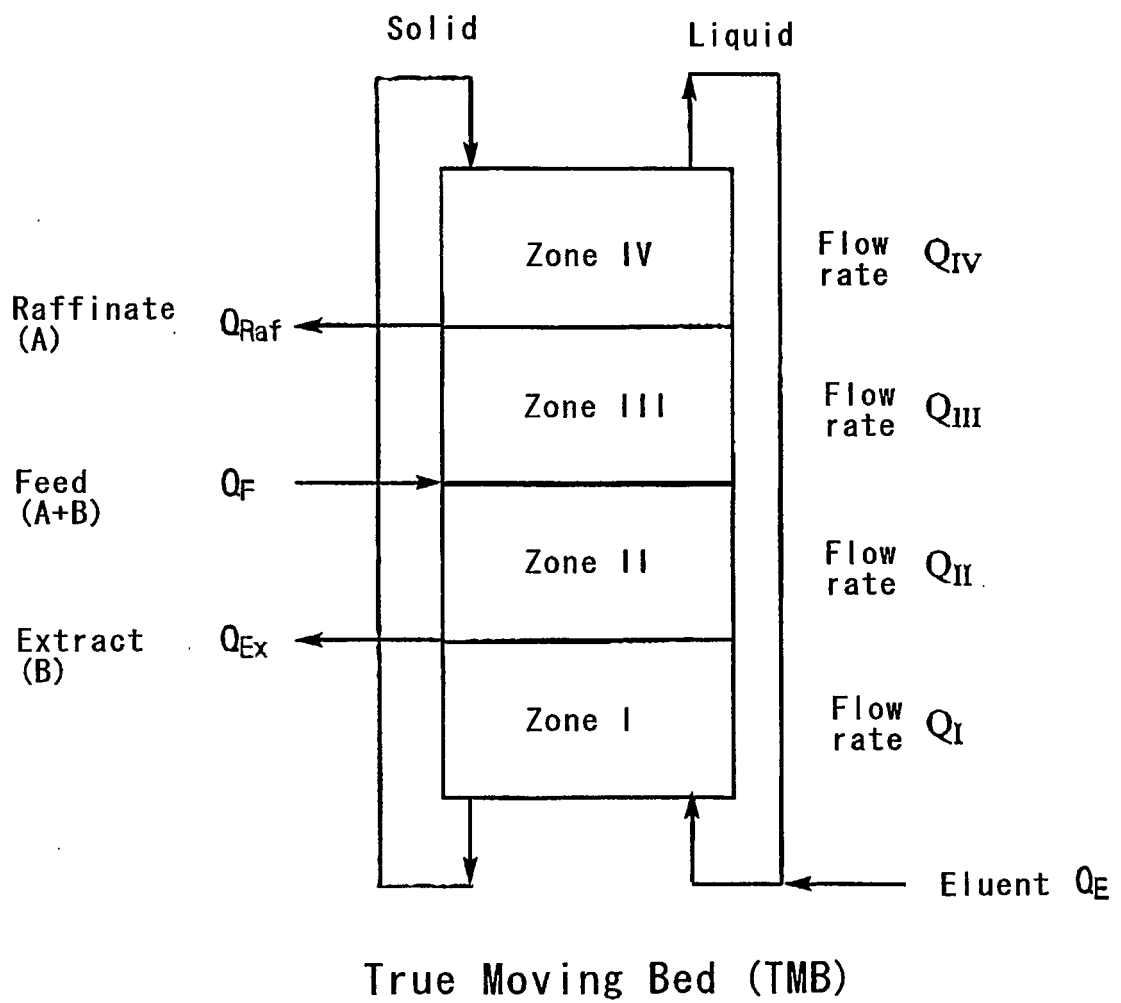 Solid
Liquid
Zone IV
Flow rate Q_IV
Raffinate (A)
Q_Raf
Zone III
Flow rate Q_III
Feed (A+B)
Q_F
Zone II
Flow rate Q_II
Extract (B)
Q_Ex
Zone I
Flow rate Q_I
Eluent Q_E
True Moving Bed (TMB)